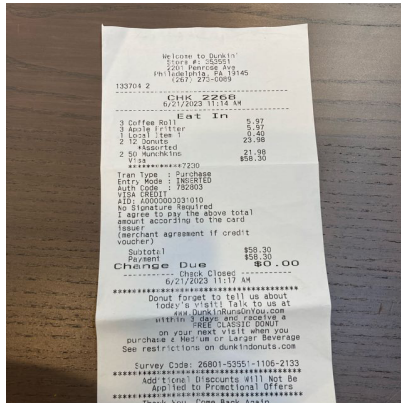 Welcome to Dunkin'
Store #: 353551
2201 Penrose Ave
Philadelphia, PA 19145
(267) 273-0089
133704 2
CHK 2268
6/21/2023 11:14 AM
Eat In
3 Coffee Roll 5.97
3 Apple Fritter 5.97
1 Local Item 1 0.40
2 12 Donuts 23.98
*Assorted
2 50 Munchkins 21.98
Visa $58.30
************7230
Tran Type : Purchase
Entry Mode : INSERTED
Auth Code : 782803
VISA CREDIT
AID: A0000000031010
No Signature Required
I agree to pay the above total
amount according to the card
issuer
(merchant agreement if credit
voucher)
Subtotal $58.30
Payment $58.30
Change Due $0.00
Check Closed
6/21/2023 11:17 AM
Donut forget to tell us about
today's visit! Talk to us at
www.DunkinRunsOnYou.com
within 3 days and receive a
FREE CLASSIC DONUT
on your next visit when you
purchase a Medium or Larger Beverage
See restrictions on dunkindonuts.com
Survey Code: 26801-53551-1106-2133
Additional Discounts Will Not Be
Applied to Promotional Offers
Thank You, Come Back Again